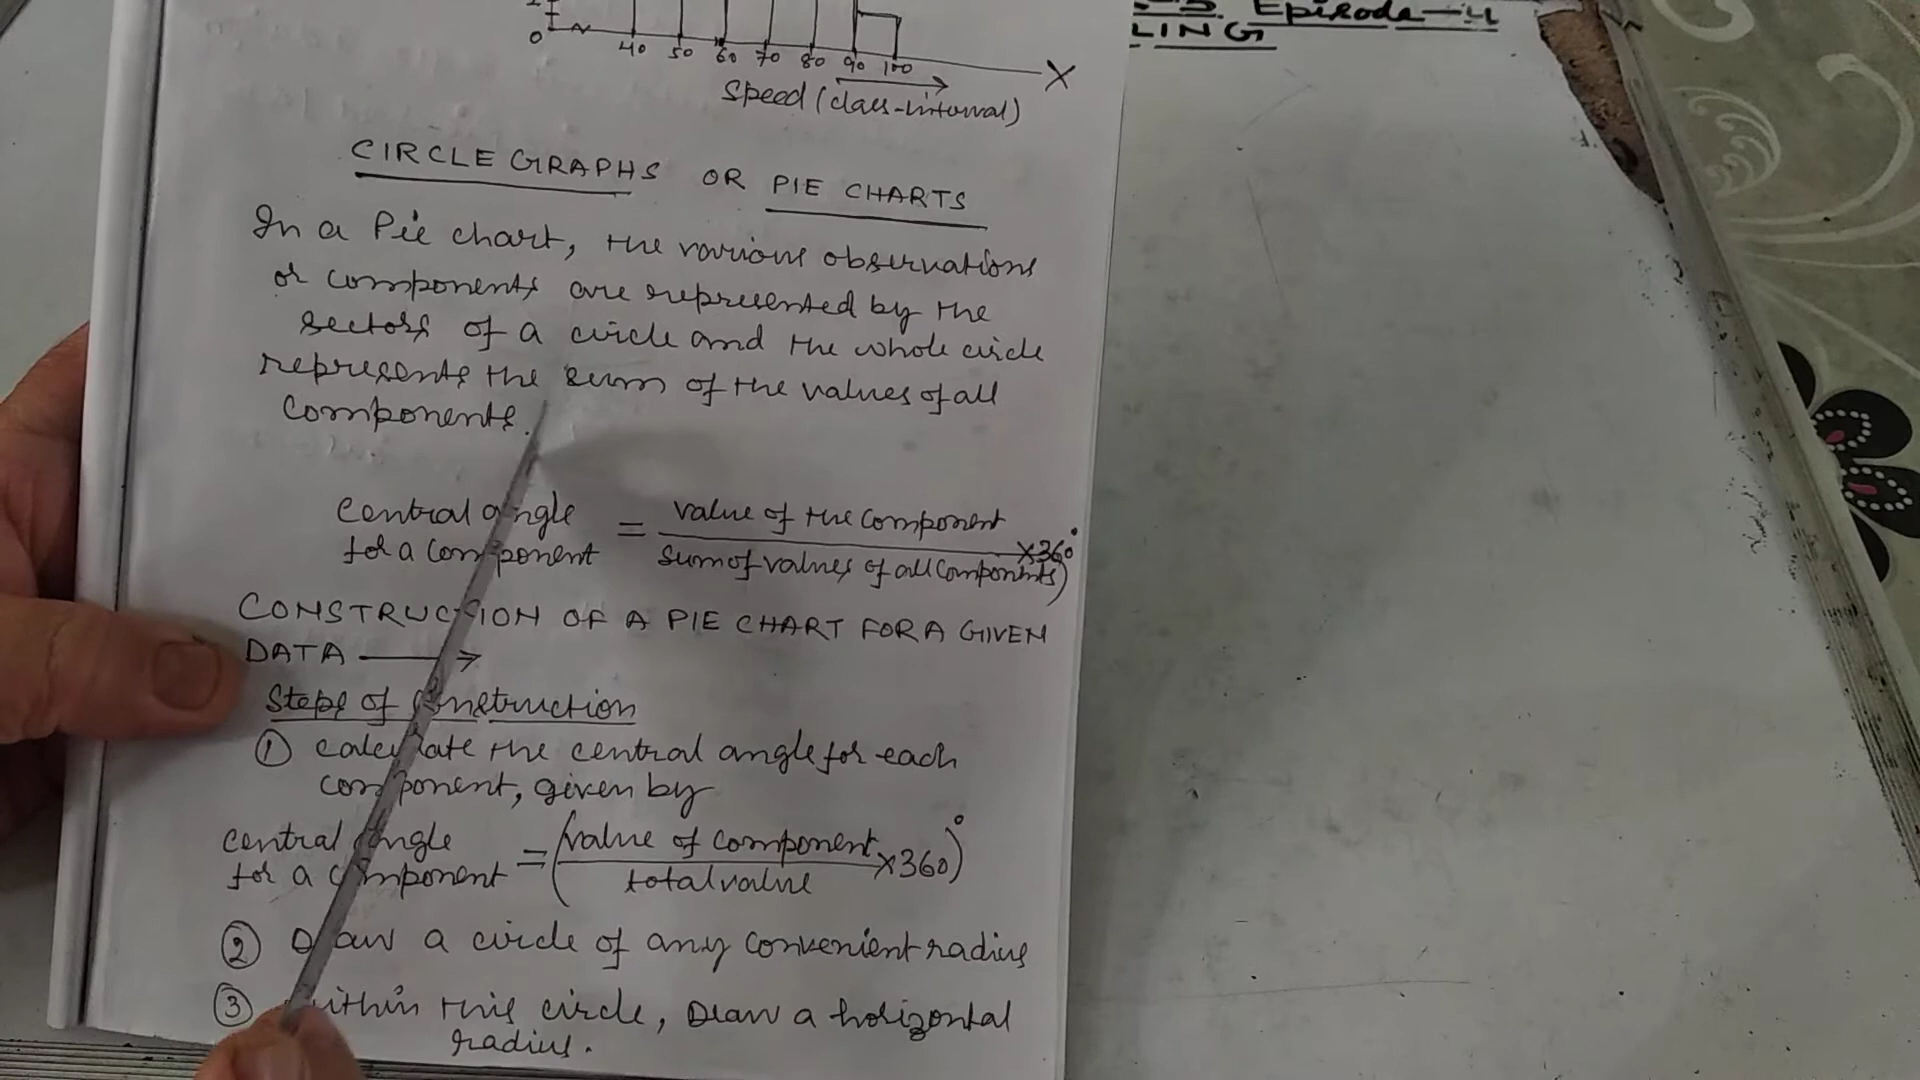 0 40 50 60 70 80 90 100 X
Speed (class-interval)
CIRCLE GRAPHS OR PIE CHARTS
In a Pie chart, the various observations
or components are represented by the
sectors of a circle and the whole circle
represents the sum of the values of all
components.
central angle = value of the component
for a component sum of values of all components) ×360°
CONSTRUCTION OF A PIE CHART FOR A GIVEN
DATA →
Steps of construction
① calculate the central angle for each
component, given by
central angle = (value of component ×360)°
for a component total value
② Draw a circle of any convenient radius
③ within this circle, Draw a horizontal
radius.
Episode-4
LING